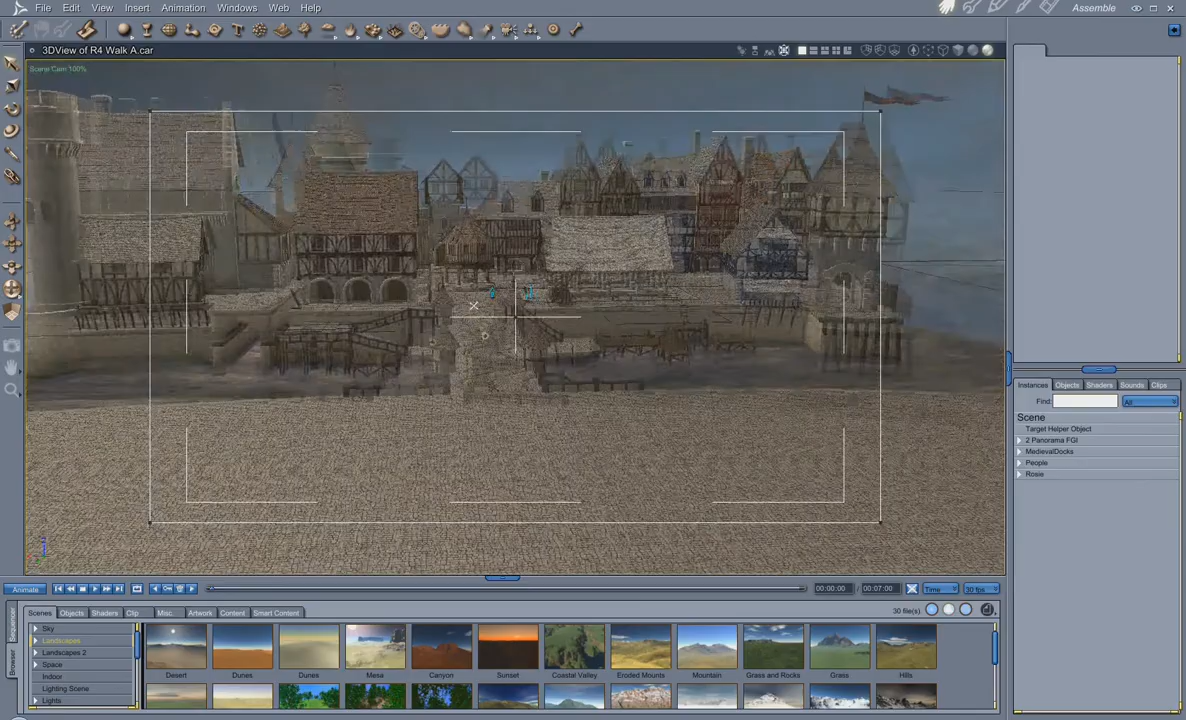 File Edit View Insert Animation Windows Web Help Assemble
3DView of R4 Walk A.car
Scene Cam 100%
Instances Objects Shaders Sounds Clips
Find: All
Scene
Target Helper Object
2 Panorama FGI
MedievalDocks
People
Rosie
Animate 00:00:00 / 00:07:00 Time 30 fps
Sequencer
Browser
Scenes Objects Shaders Clip Misc. Artwork Content Smart Content 30 file(s)
Sky
Landscapes
Landscapes 2
Space
Indoor
Lighting Scene
Lights
Desert Dunes Dunes Mesa Canyon Sunset Coastal Valley Eroded Mounts Mountain Grass and Rocks Grass Hills